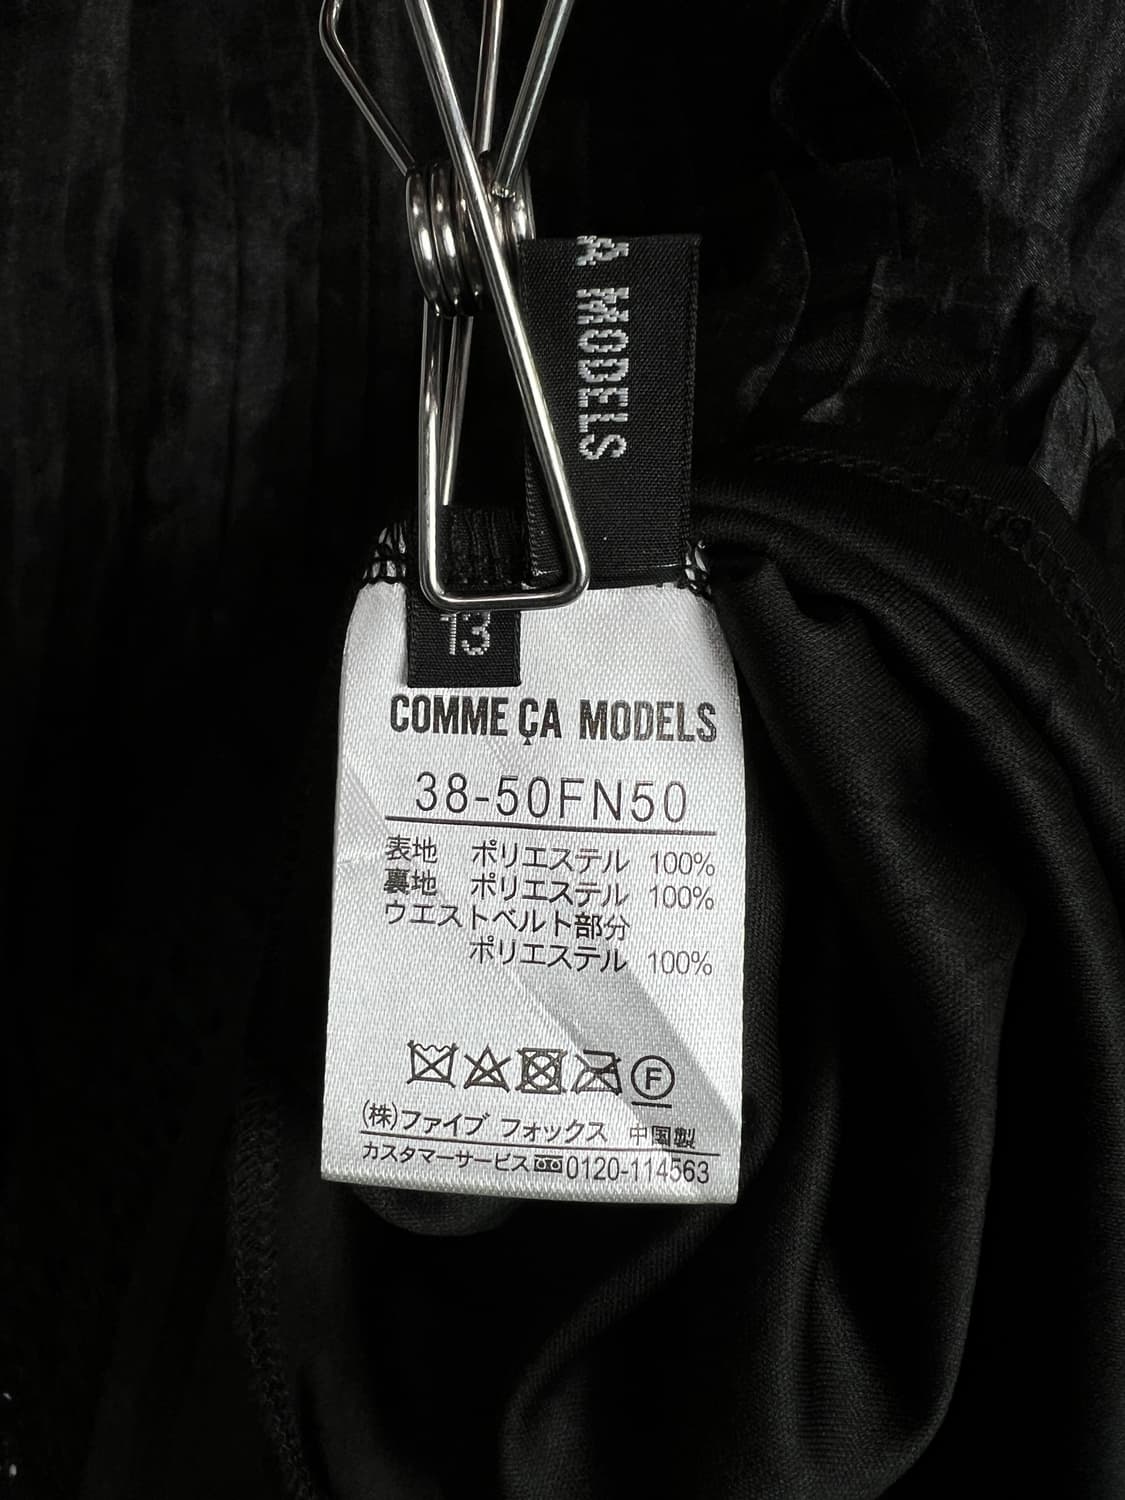 A MODELS
13
COMME ÇA MODELS
38-50FN50
表地 ポリエステル 100%
裏地 ポリエステル 100%
ウエストベルト部分
ポリエステル 100%
F
(株)ファイブ フォックス 中国製
カスタマーサービス 0120-114563